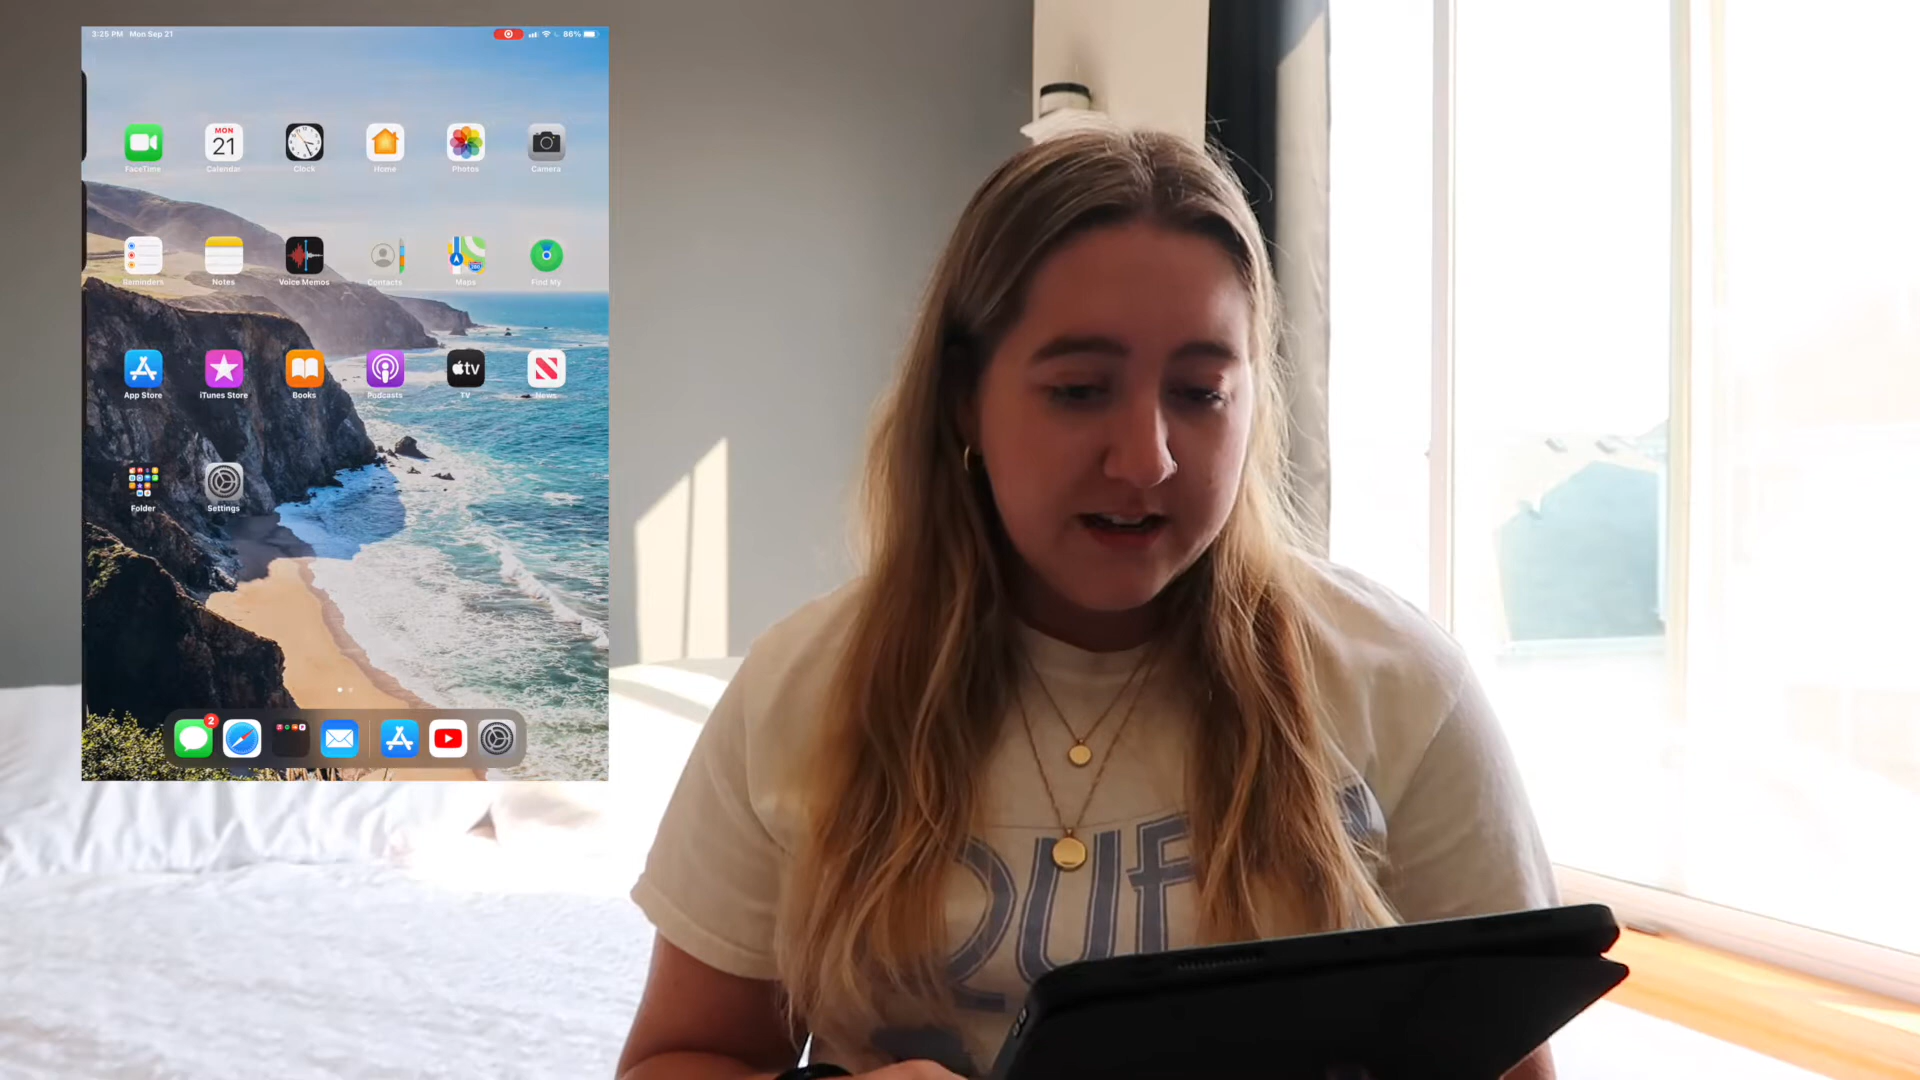 3:25 PM Mon Sep 21 86%
MON
21
FaceTime Calendar Clock Home Photos Camera
Reminders Notes Voice Memos Contacts Maps Find My
tv
App Store iTunes Store Books Podcasts TV News
Folder Settings
2